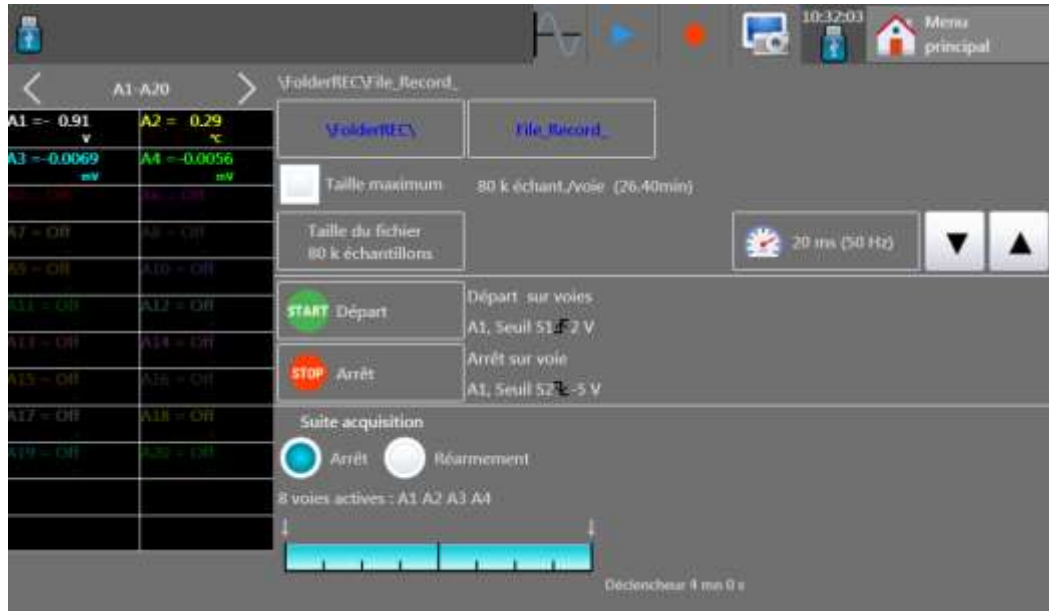 10:32:03
Menu
principal
A1-A20
\FolderREC\File_Record_
A1 =- 0.91
V
A2 = 0.29
°C
A3 =-0.0069
mV
A4 =-0.0056
mV
A7 = Off
A8 = Off
A9 = Off
A10 = Off
A11 = Off
A12 = Off
A13 = Off
A14 = Off
A15 = Off
A16 = Off
A17 = Off
A18 = Off
A19 = Off
A20 = Off
\FolderREC\
File_Record_
Taille maximum
80 k échant./voie (26.40min)
Taille du fichier
80 k échantillons
20 ms (50 Hz)
START Départ
Départ sur voies
A1, Seuil S1 2 V
STOP Arrêt
Arrêt sur voie
A1, Seuil S2 -5 V
Suite acquisition
Arrêt
Réarmement
8 voies actives : A1 A2 A3 A4
Déclencheur 4 mn 0 s